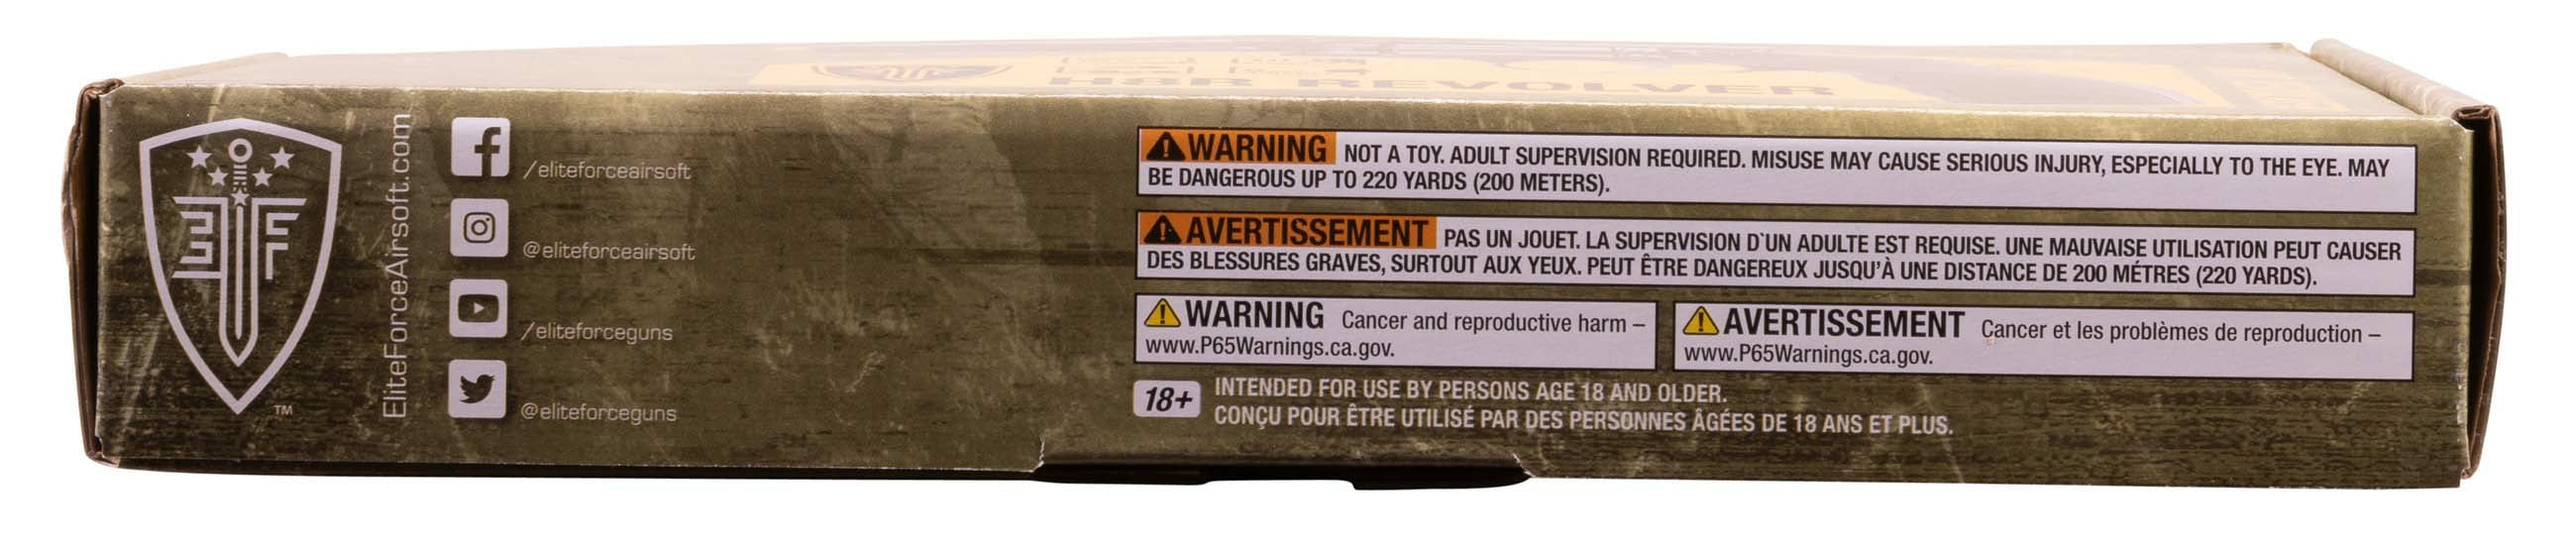 H8R REVOLVER
EliteForceAirsoft.com
/eliteforceairsoft
@eliteforceairsoft
/eliteforceguns
@eliteforceguns
TM
WARNING NOT A TOY. ADULT SUPERVISION REQUIRED. MISUSE MAY CAUSE SERIOUS INJURY, ESPECIALLY TO THE EYE. MAY
BE DANGEROUS UP TO 220 YARDS (200 METERS).
AVERTISSEMENT PAS UN JOUET. LA SUPERVISION D`UN ADULTE EST REQUISE. UNE MAUVAISE UTILISATION PEUT CAUSER
DES BLESSURES GRAVES, SURTOUT AUX YEUX. PEUT ÊTRE DANGEREUX JUSQU'À UNE DISTANCE DE 200 MÉTRES (220 YARDS).
WARNING Cancer and reproductive harm –
www.P65Warnings.ca.gov.
AVERTISSEMENT Cancer et les problèmes de reproduction –
www.P65Warnings.ca.gov.
18+ INTENDED FOR USE BY PERSONS AGE 18 AND OLDER.
CONÇU POUR ÊTRE UTILISÉ PAR DES PERSONNES ÂGÉES DE 18 ANS ET PLUS.